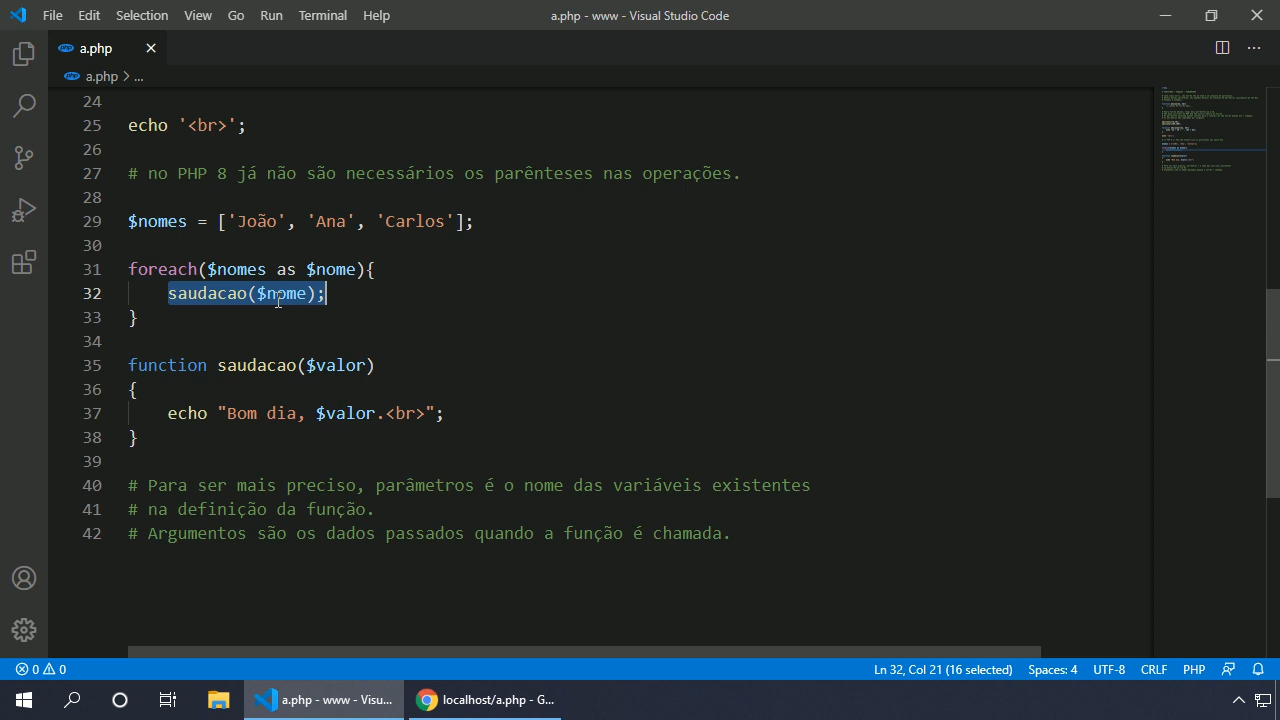 File Edit Selection View Go Run Terminal Help
a.php - www - Visual Studio Code
php a.php
php a.php > ...
24
25 echo '<br>';
26
27 # no PHP 8 já não são necessários os parênteses nas operações.
28
29 $nomes = ['João', 'Ana', 'Carlos'];
30
31 foreach($nomes as $nome){
32 saudacao($nome);
33 }
34
35 function saudacao($valor)
36 {
37 echo "Bom dia, $valor.<br>";
38 }
39
40 # Para ser mais preciso, parâmetros é o nome das variáveis existentes
41 # na definição da função.
42 # Argumentos são os dados passados quando a função é chamada.
0 0
Ln 32, Col 21 (16 selected) Spaces: 4 UTF-8 CRLF PHP
a.php - www - Visu...
localhost/a.php - G...